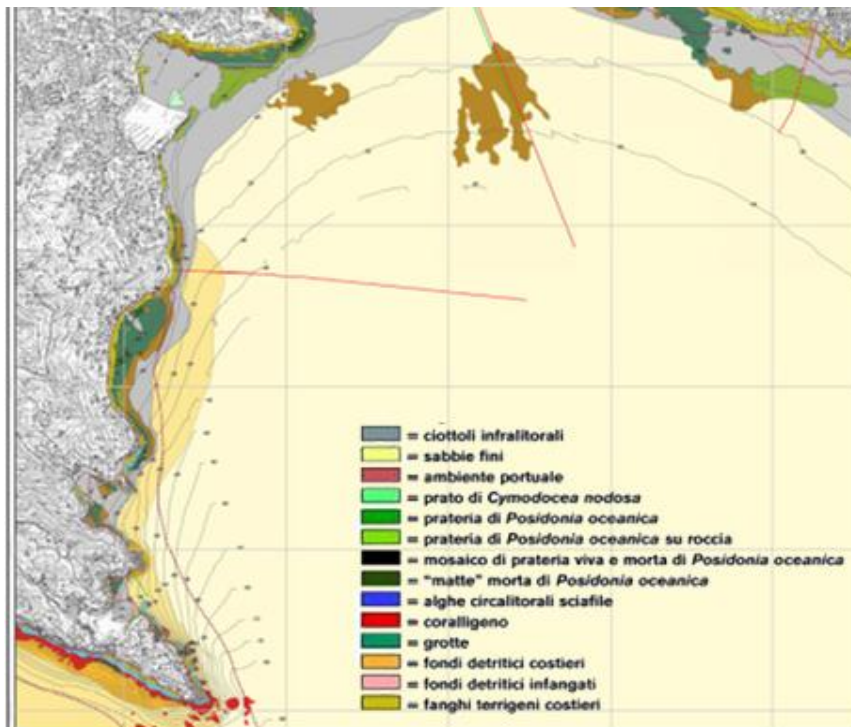 = ciottoli infralitorali
= sabbie fini
= ambiente portuale
= prato di Cymodocea nodosa
= prateria di Posidonia oceanica
= prateria di Posidonia oceanica su roccia
= mosaico di prateria viva e morta di Posidonia oceanica
= "matte" morta di Posidonia oceanica
= alghe circalitorali sciafile
= coralligeno
= grotte
= fondi detritici costieri
= fondi detritici infangati
= fanghi terrigeni costieri